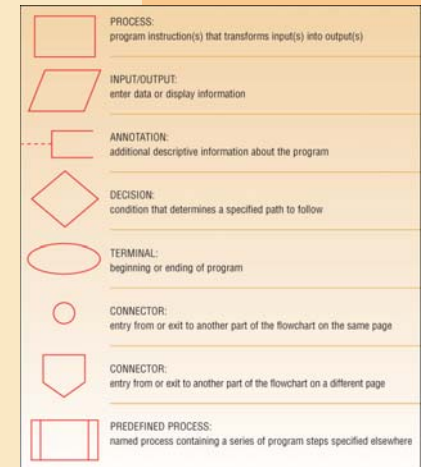 PROCESS:
program instruction(s) that transforms input(s) into output(s)
INPUT/OUTPUT:
enter data or display information
ANNOTATION:
additional descriptive information about the program
DECISION:
condition that determines a specified path to follow
TERMINAL:
beginning or ending of program
CONNECTOR:
entry from or exit to another part of the flowchart on the same page
CONNECTOR:
entry from or exit to another part of the flowchart on a different page
PREDEFINED PROCESS:
named process containing a series of program steps specified elsewhere